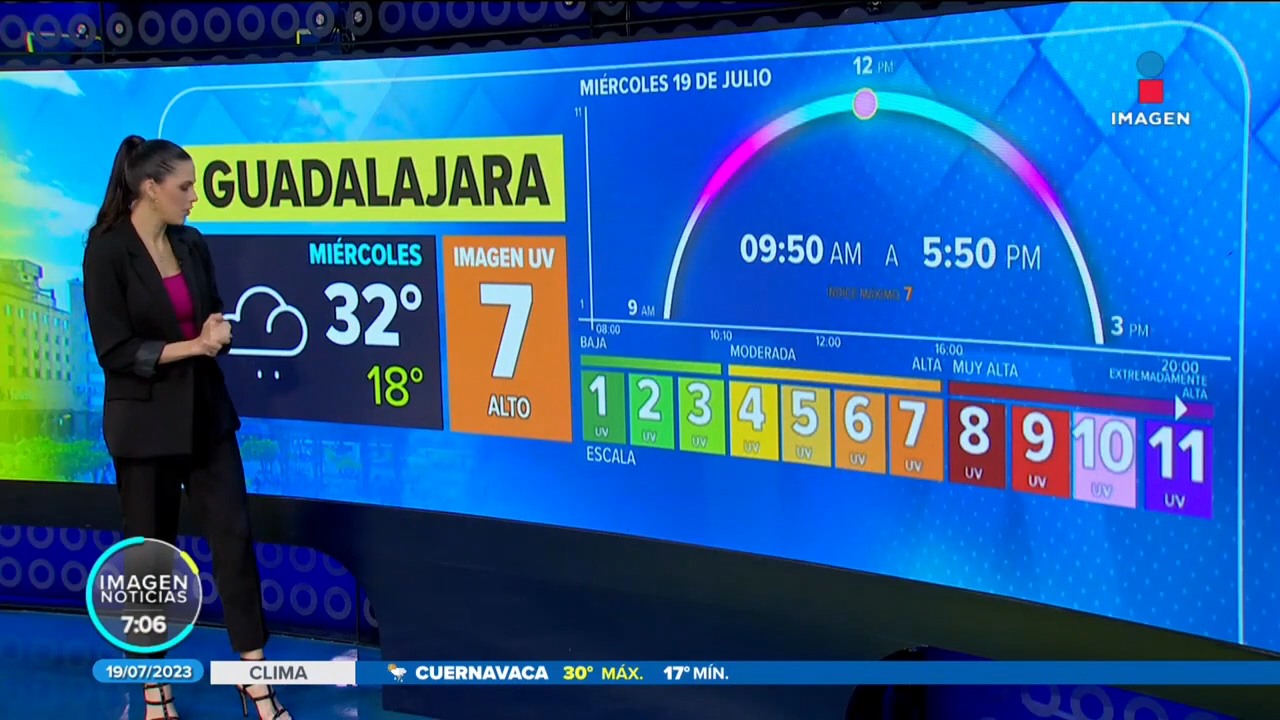 MIÉRCOLES 19 DE JULIO
12 PM
IMAGEN
GUADALAJARA
11
MIÉRCOLES
32°
18°
IMAGEN UV
7
ALTO
09:50 AM A 5:50 PM
ÍNDICE MÁXIMO 7
1
9 AM
3 PM
08:00
10:10
12:00
16:00
20:00
BAJA
MODERADA
ALTA
MUY ALTA
EXTREMADAMENTE
ALTA
1 2 3 4 5 6 7 8 9 10 11
UV UV UV UV UV UV UV UV UV UV UV
ESCALA
IMAGEN
NOTICIAS
7:06
19/07/2023
CLIMA
CUERNAVACA 30° MÁX. 17° MÍN.